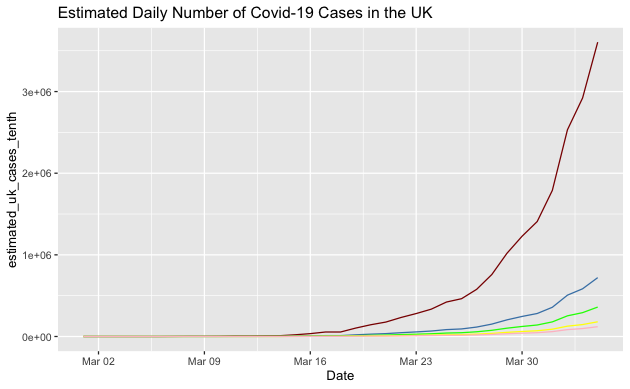 Estimated Daily Number of Covid-19 Cases in the UK
estimated_uk_cases_tenth
3e+06
2e+06
1e+06
0e+00
Mar 02 Mar 09 Mar 16 Mar 23 Mar 30
Date